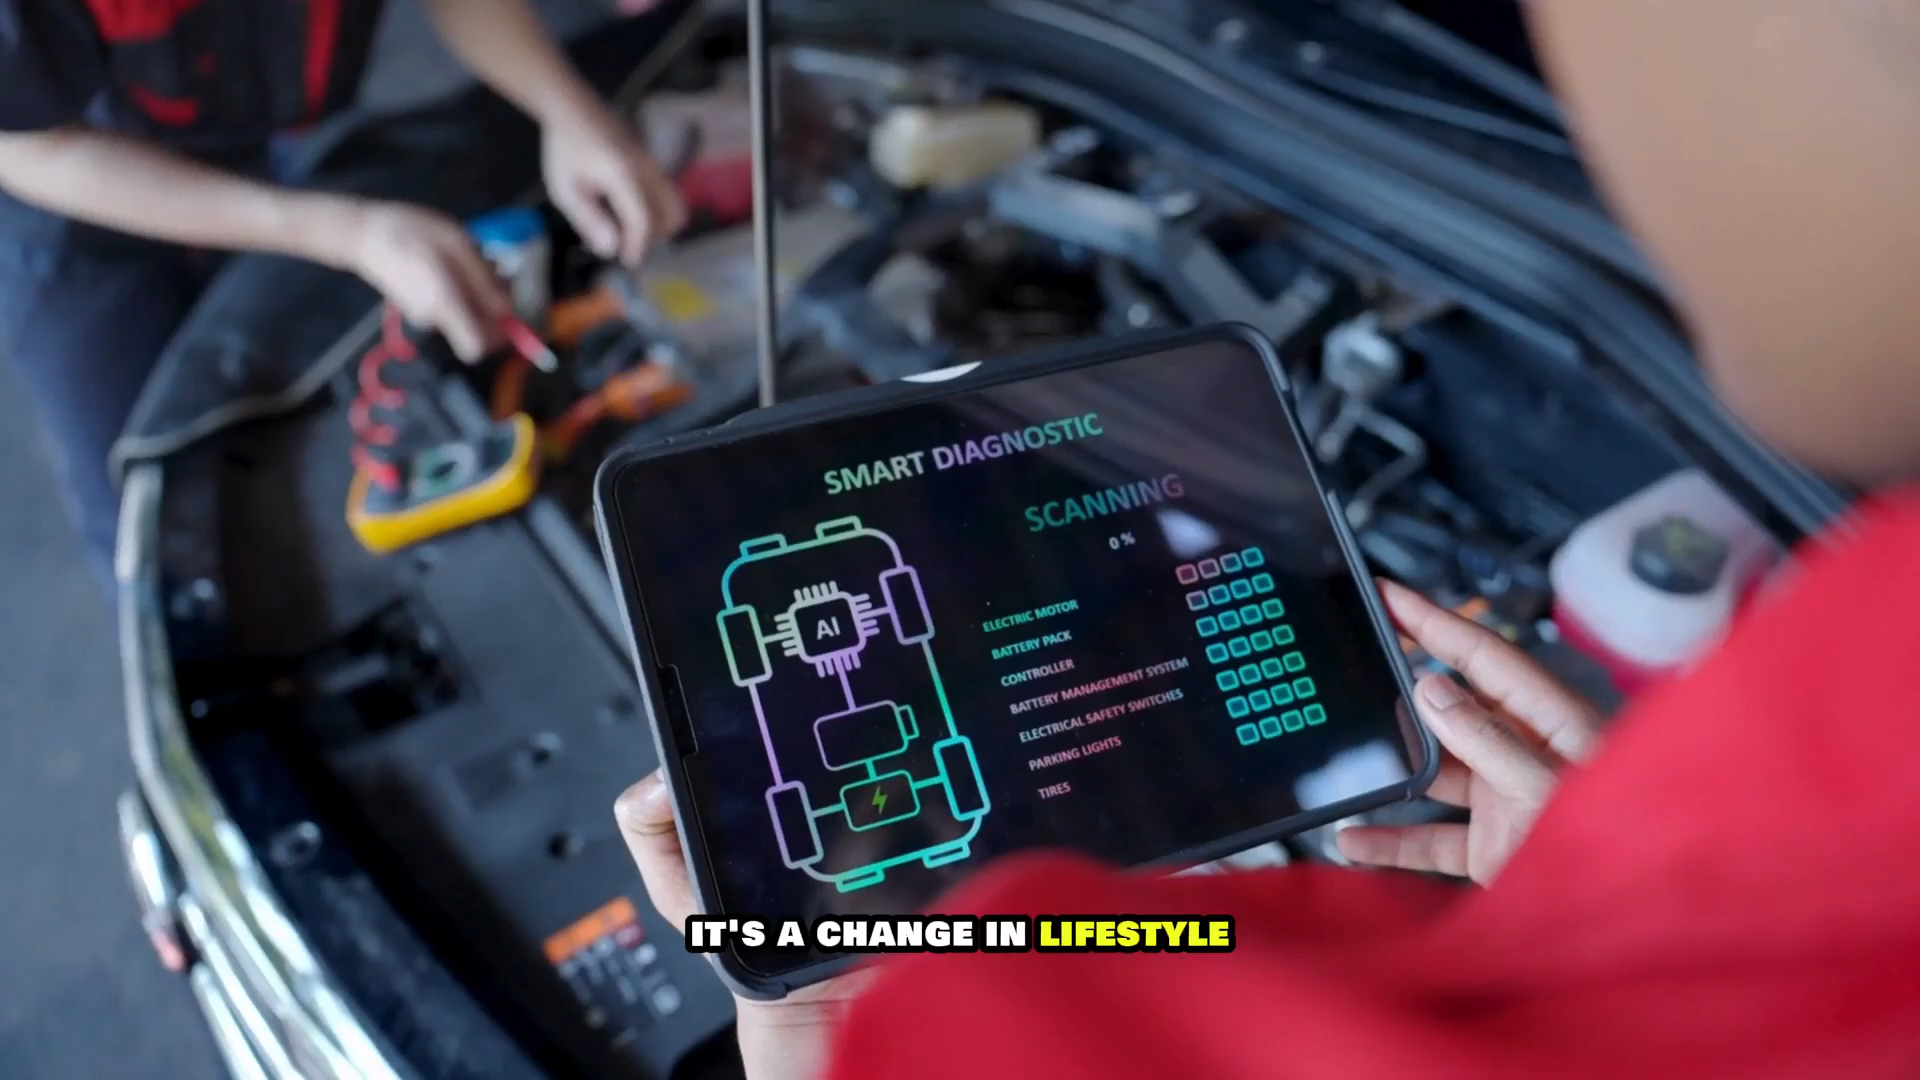 SMART DIAGNOSTIC
SCANNING
0 %
AI
ELECTRIC MOTOR
BATTERY PACK
CONTROLLER
BATTERY MANAGEMENT SYSTEM
ELECTRICAL SAFETY SWITCHES
PARKING LIGHTS
TIRES
IT'S A CHANGE IN LIFESTYLE